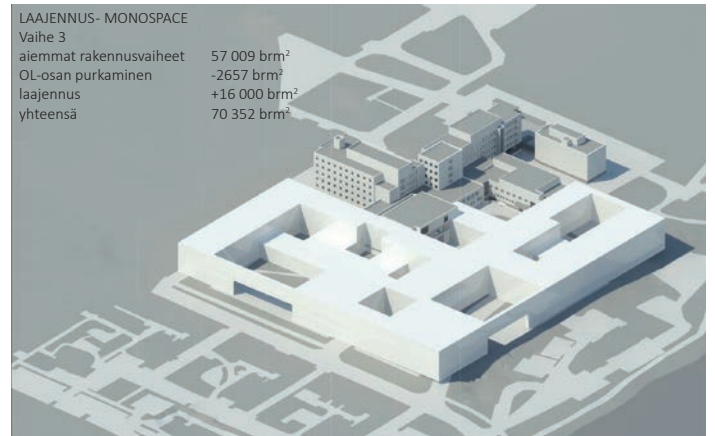 LAAJENNUS- MONOSPACE
Vaihe 3
aiemmat rakennusvaiheet 57 009 brm²
OL-osan purkaminen -2657 brm²
laajennus +16 000 brm²
yhteensä 70 352 brm²